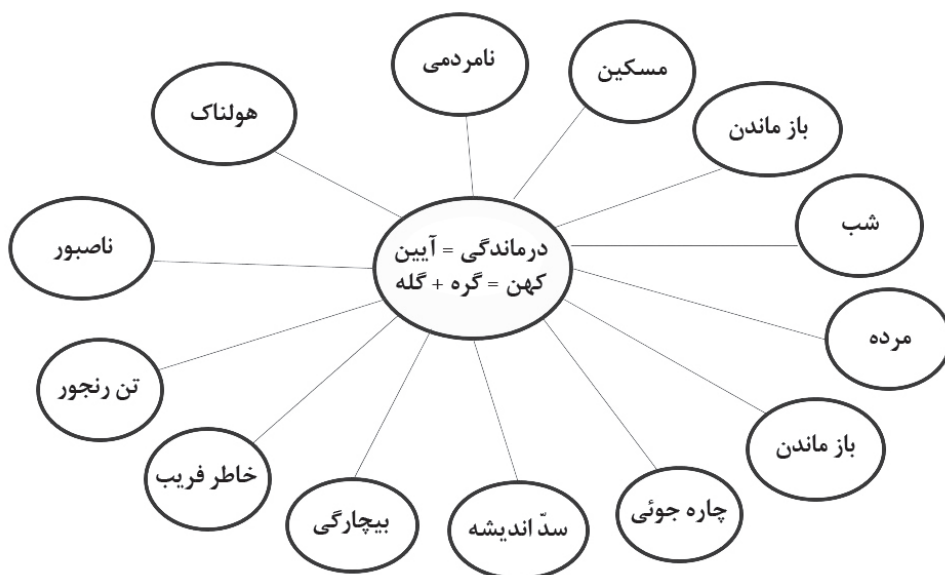 نامردمی
مسکین
باز ماندن
شب
مرده
باز ماندن
چاره جوئی
سدّ اندیشه
بیچارگی
خاطر فریب
تن رنجور
ناصبور
هولناک
درماندگی = آیین
کهن = گره + گله